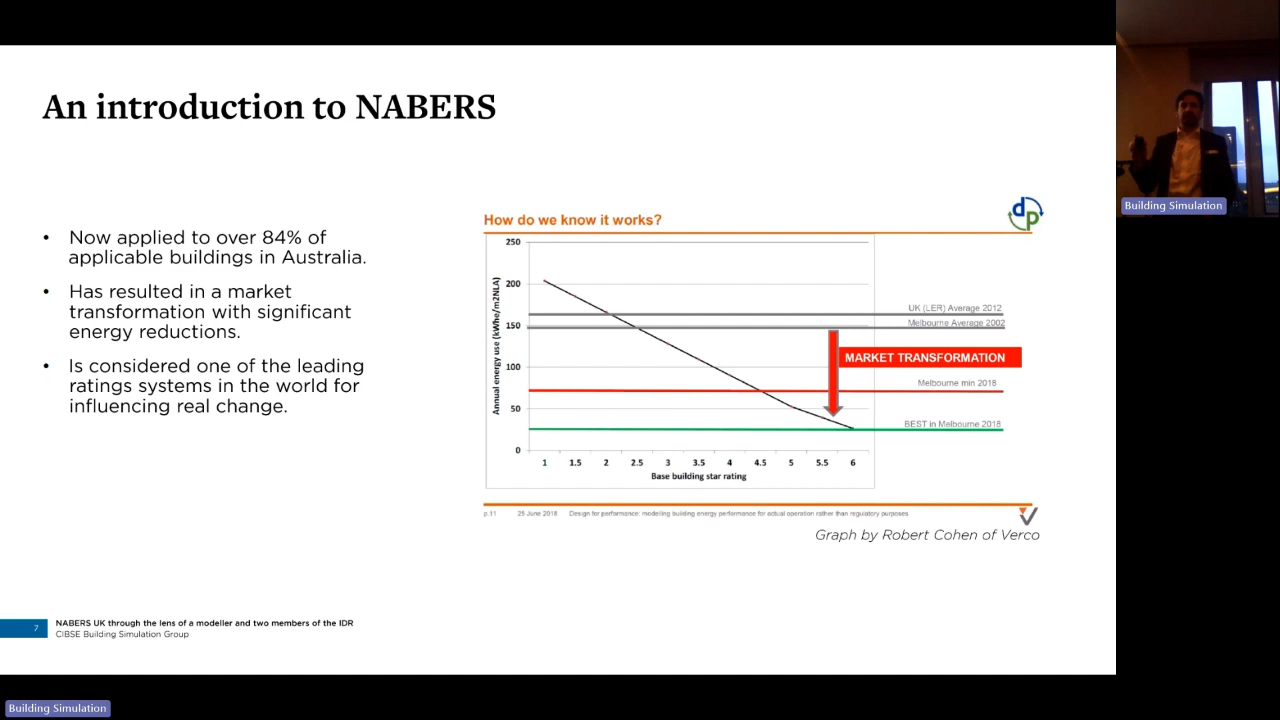 An introduction to NABERS
• Now applied to over 84% of
applicable buildings in Australia.
• Has resulted in a market
transformation with significant
energy reductions.
• Is considered one of the leading
ratings systems in the world for
influencing real change.
How do we know it works?
dp
Annual energy use (kWhe/m2NLA)
250
200
150
100
50
0
1 1.5 2 2.5 3 3.5 4 4.5 5 5.5 6
Base building star rating
UK (LER) Average 2012
Melbourne Average 2002
MARKET TRANSFORMATION
Melbourne min 2018
BEST in Melbourne 2018
p.11 25 June 2018 Design for performance: modelling building energy performance for actual operation rather than regulatory purposes
Graph by Robert Cohen of Verco
7 NABERS UK through the lens of a modeller and two members of the IDR
CIBSE Building Simulation Group
Building Simulation
Building Simulation